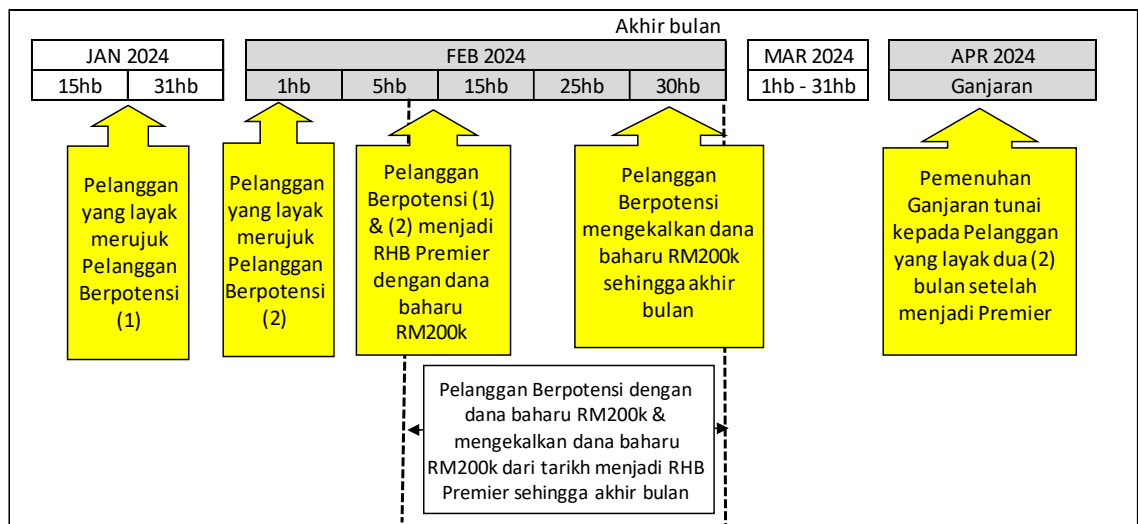 Akhir bulan
JAN 2024
FEB 2024
MAR 2024
APR 2024
15hb
31hb
1hb
5hb
15hb
25hb
30hb
1hb - 31hb
Ganjaran
Pelanggan
yang layak
merujuk
Pelanggan
Berpotensi
(1)
Pelanggan
yang layak
merujuk
Pelanggan
Berpotensi
(2)
Pelanggan
Berpotensi (1)
& (2) menjadi
RHB Premier
dengan dana
baharu
RM200k
Pelanggan
Berpotensi
mengekalkan dana
baharu RM200k
sehingga akhir
bulan
Pemenuhan
Ganjaran tunai
kepada Pelanggan
yang layak dua (2)
bulan setelah
menjadi Premier
Pelanggan Berpotensi dengan
dana baharu RM200k &
mengekalkan dana baharu
RM200k dari tarikh menjadi RHB
Premier sehingga akhir bulan